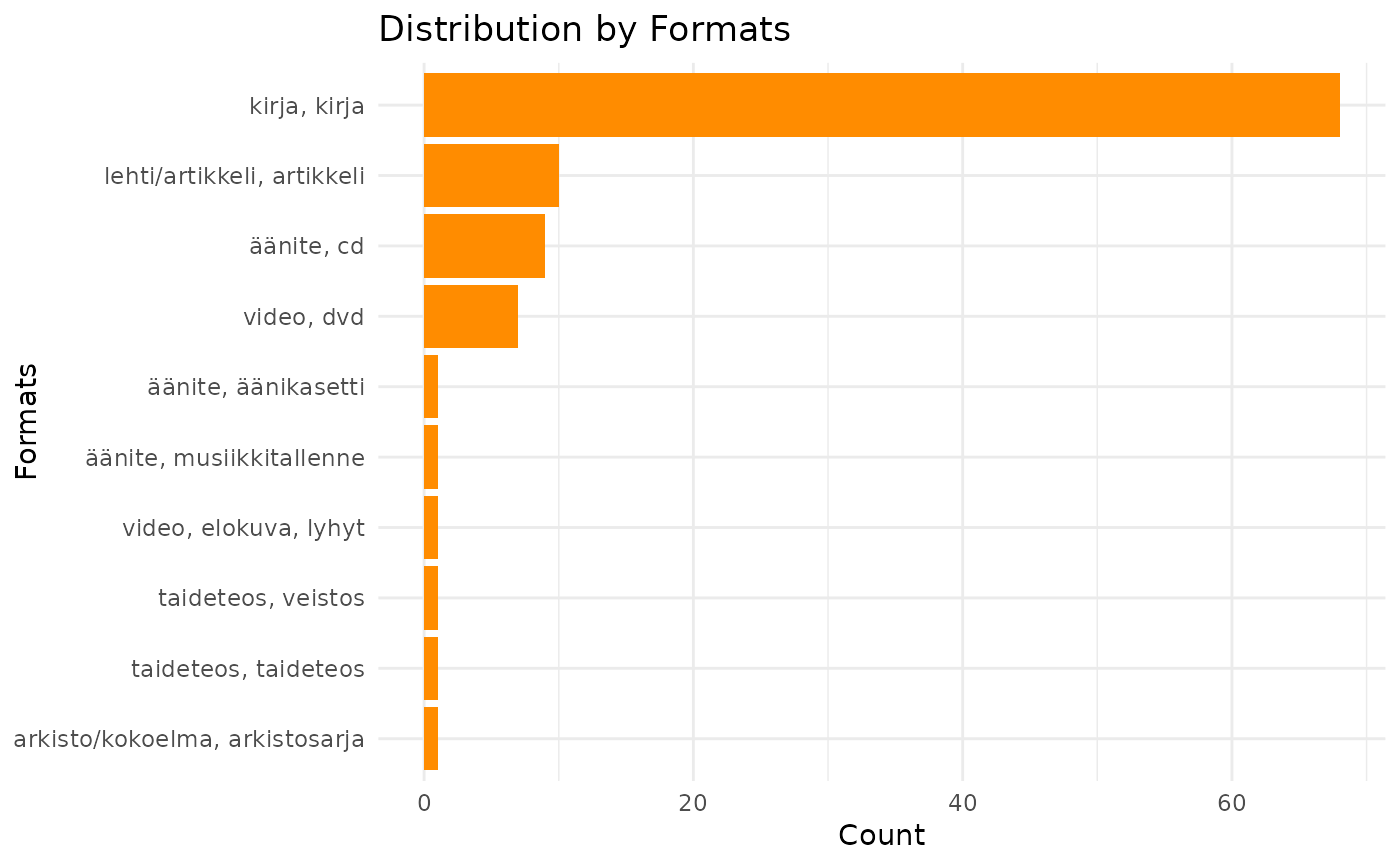 Distribution by Formats
Formats
kirja, kirja
lehti/artikkeli, artikkeli
äänite, cd
video, dvd
äänite, äänikasetti
äänite, musiikkitallenne
video, elokuva, lyhyt
taideteos, veistos
taideteos, taideteos
arkisto/kokoelma, arkistosarja
0 20 40 60
Count